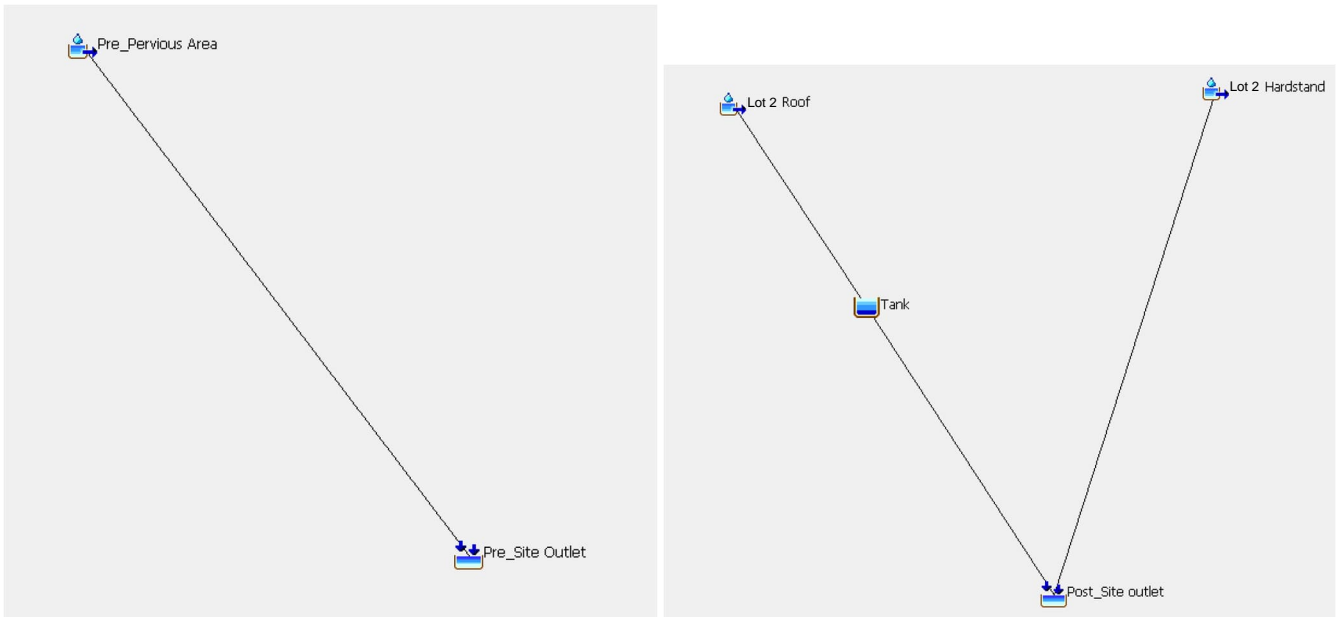 Pre_Pervious Area
Pre_Site Outlet
Lot 2 Roof
Lot 2 Hardstand
Tank
Post_Site outlet